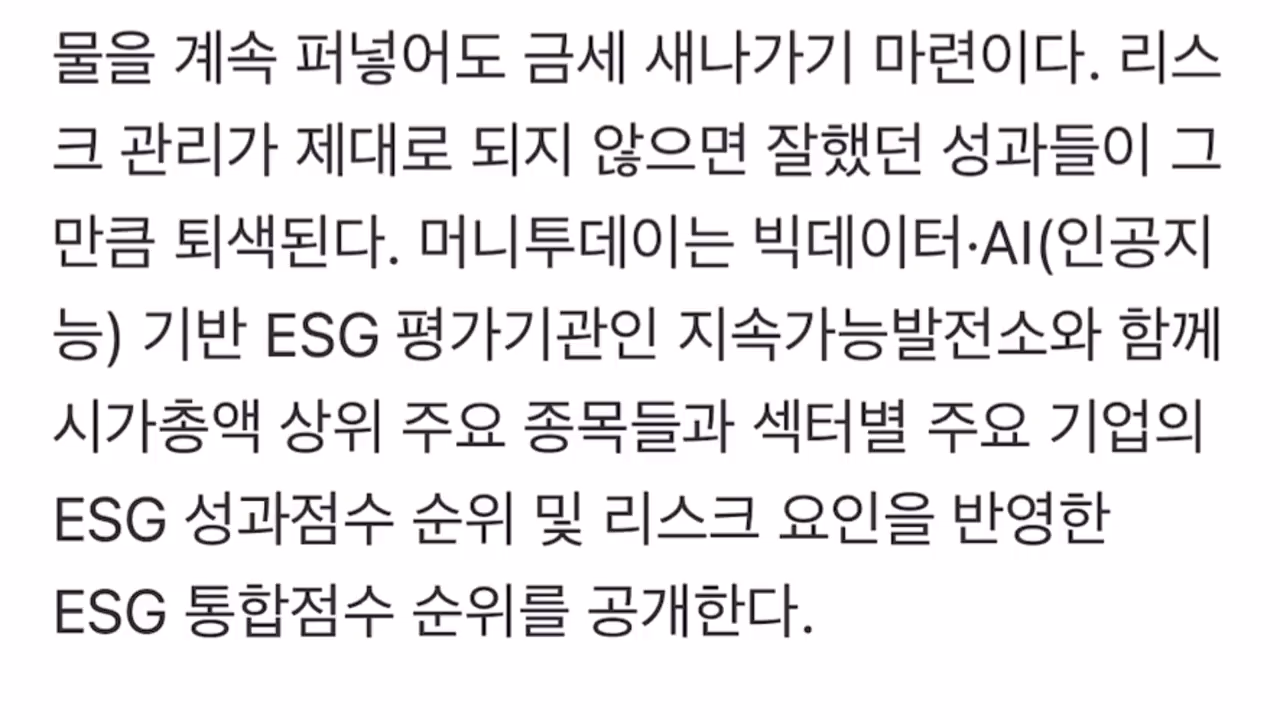 물을 계속 퍼넣어도 금세 새나가기 마련이다. 리스
크 관리가 제대로 되지 않으면 잘했던 성과들이 그
만큼 퇴색된다. 머니투데이는 빅데이터·AI(인공지
능) 기반 ESG 평가기관인 지속가능발전소와 함께
시가총액 상위 주요 종목들과 섹터별 주요 기업의
ESG 성과점수 순위 및 리스크 요인을 반영한
ESG 통합점수 순위를 공개한다.